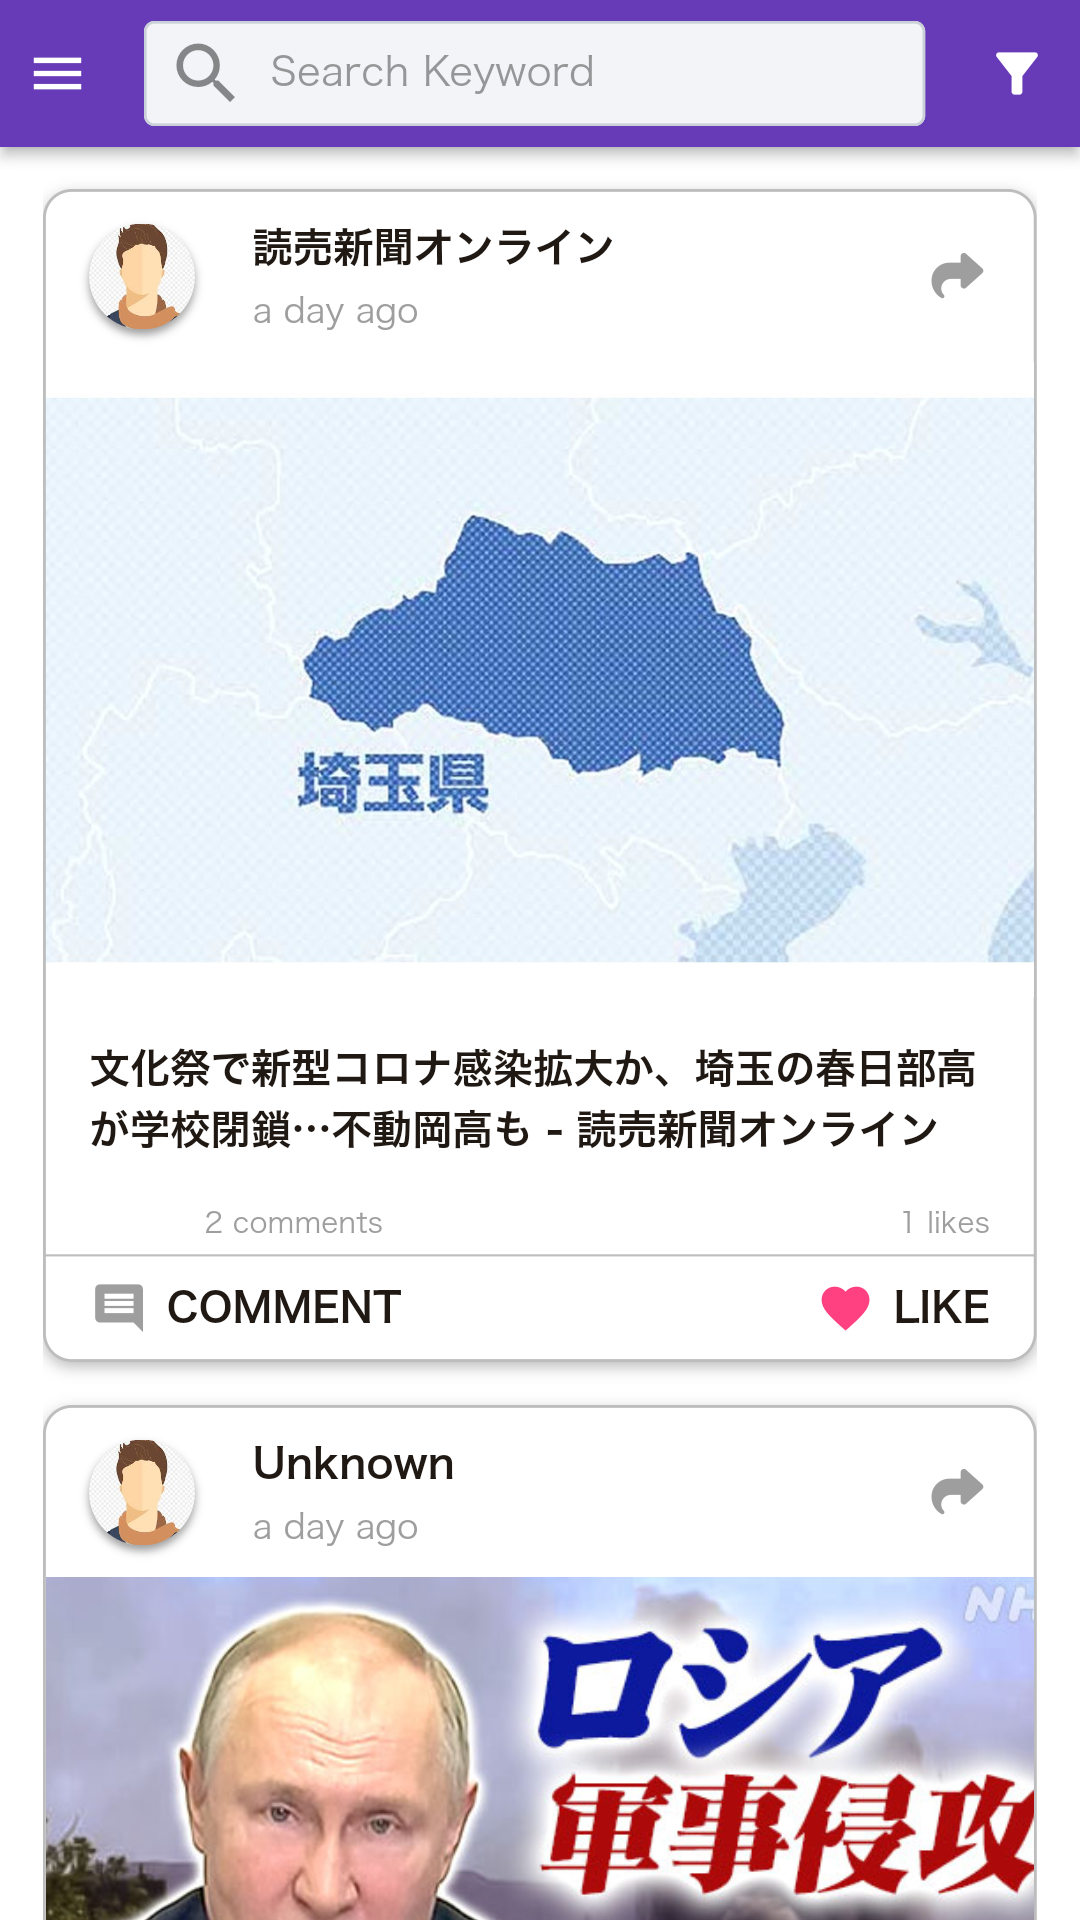 Search Keyword
読売新聞オンライン
a day ago
埼玉県
文化祭で新型コロナ感染拡大か、埼玉の春日部高
が学校閉鎖…不動岡高も - 読売新聞オンライン
2 comments
1 likes
COMMENT
LIKE
Unknown
a day ago
NH
ロシア
軍事侵攻